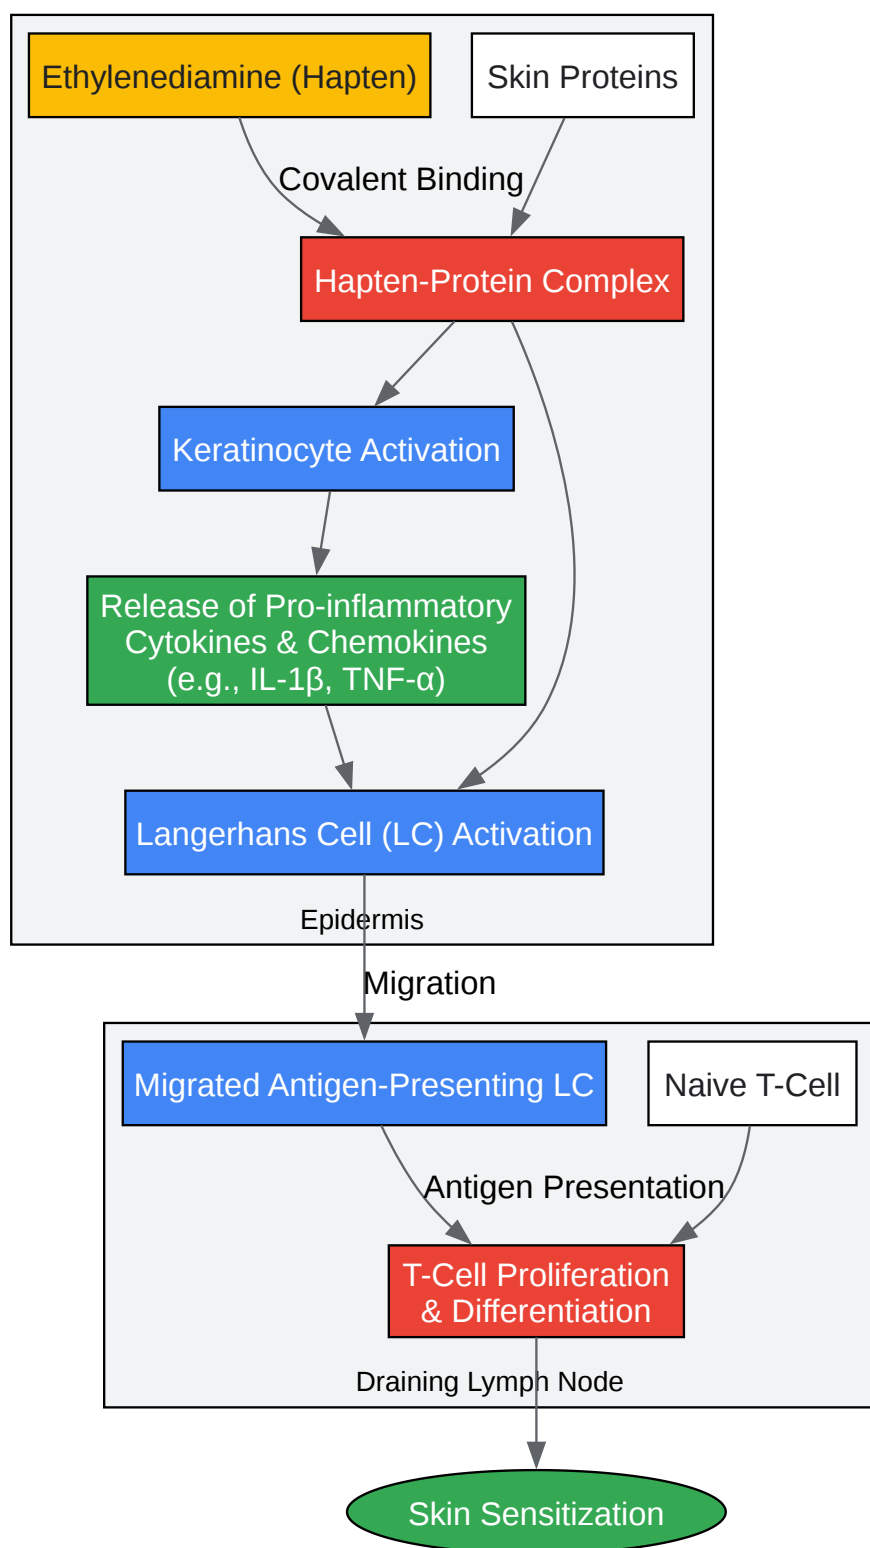 Ethylenediamine (Hapten)
Skin Proteins
Covalent Binding
Hapten-Protein Complex
Keratinocyte Activation
Release of Pro-inflammatory
Cytokines & Chemokines
(e.g., IL-1β, TNF-α)
Langerhans Cell (LC) Activation
Epidermis
Migration
Migrated Antigen-Presenting LC
Naive T-Cell
Antigen Presentation
T-Cell Proliferation
& Differentiation
Draining Lymph Node
Skin Sensitization